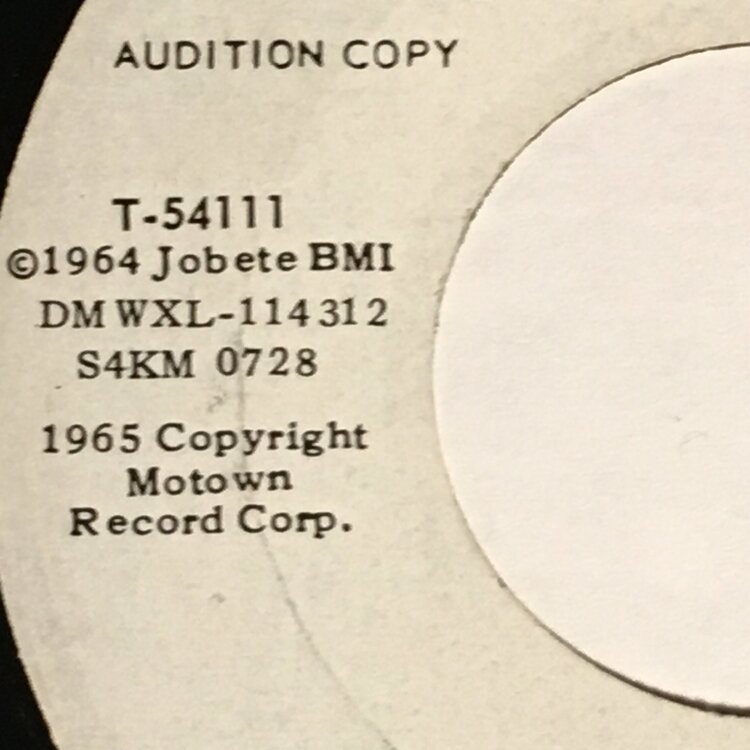 AUDITION COPY
T-54111
©1964 Jobete BMI
DM WXL-114312
S4KM 0728
1965 Copyright
Motown
Record Corp.